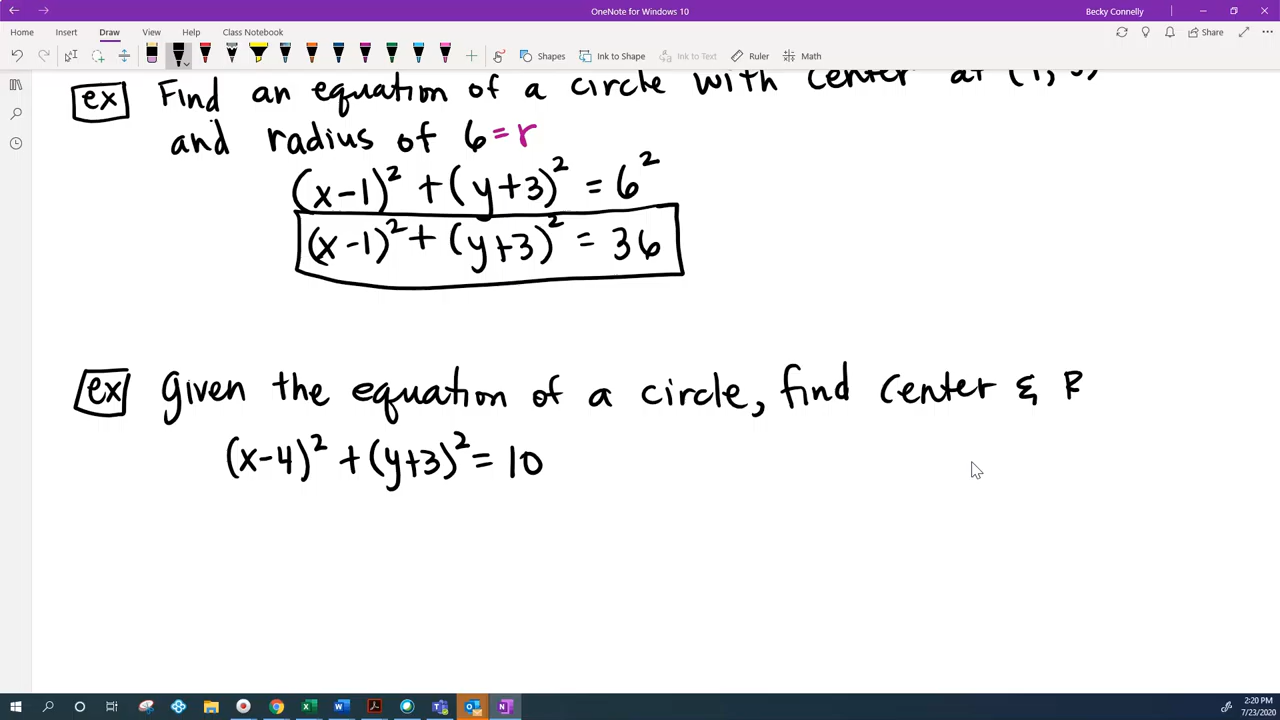 OneNote for Windows 10
Becky Connelly
Home Insert Draw View Help Class Notebook
Share
Shapes Ink to Shape Ink to Text Ruler Math
ex Find an equation of a circle with center at
and radius of 6 = r
(x-1)² + (y+3)² = 6²
(x-1)² + (y+3)² = 36
ex Given the equation of a circle, find center &
(x-4)² + (y+3)² = 10
2:20 PM
7/23/2020